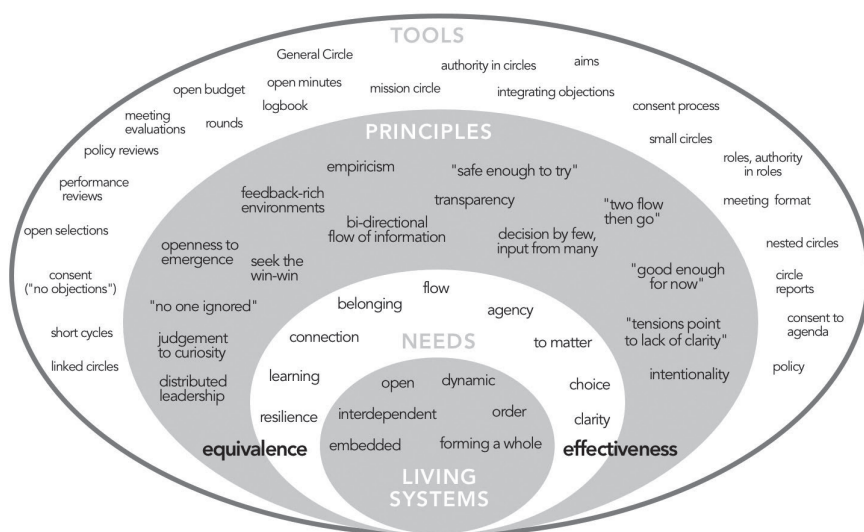 TOOLS
General Circle
authority in circles
aims
open budget
open minutes
mission circle
integrating objections
logbook
consent process
meeting
evaluations
rounds
PRINCIPLES
small circles
policy reviews
roles, authority
in roles
empiricism
"safe enough to try"
performance
reviews
feedback-rich
environments
transparency
"two flow
then go"
meeting format
open selections
bi-directional
flow of information
decision by few,
input from many
openness to
emergence
seek the
win-win
nested circles
consent
("no objections")
flow
"good enough
for now"
circle
reports
"no one ignored"
belonging
agency
short cycles
judgement
to curiosity
connection
NEEDS
to matter
"tensions point
to lack of clarity"
consent to
agenda
linked circles
distributed
leadership
learning
open
dynamic
choice
intentionality
policy
resilience
interdependent
order
clarity
equivalence
embedded
forming a whole
effectiveness
LIVING
SYSTEMS